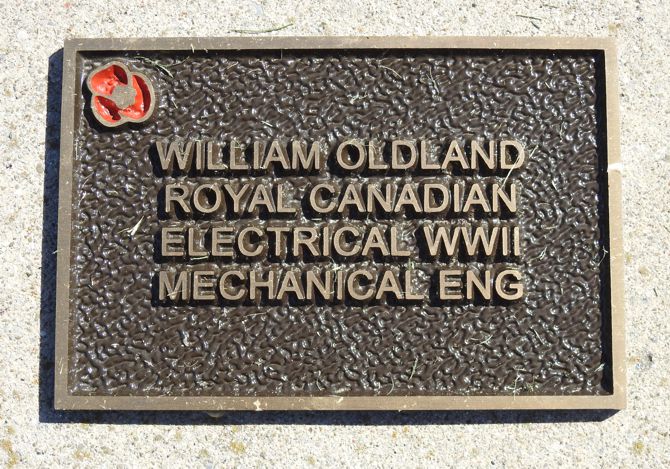 WILLIAM OLDLAND
ROYAL CANADIAN
ELECTRICAL WWII
MECHANICAL ENG